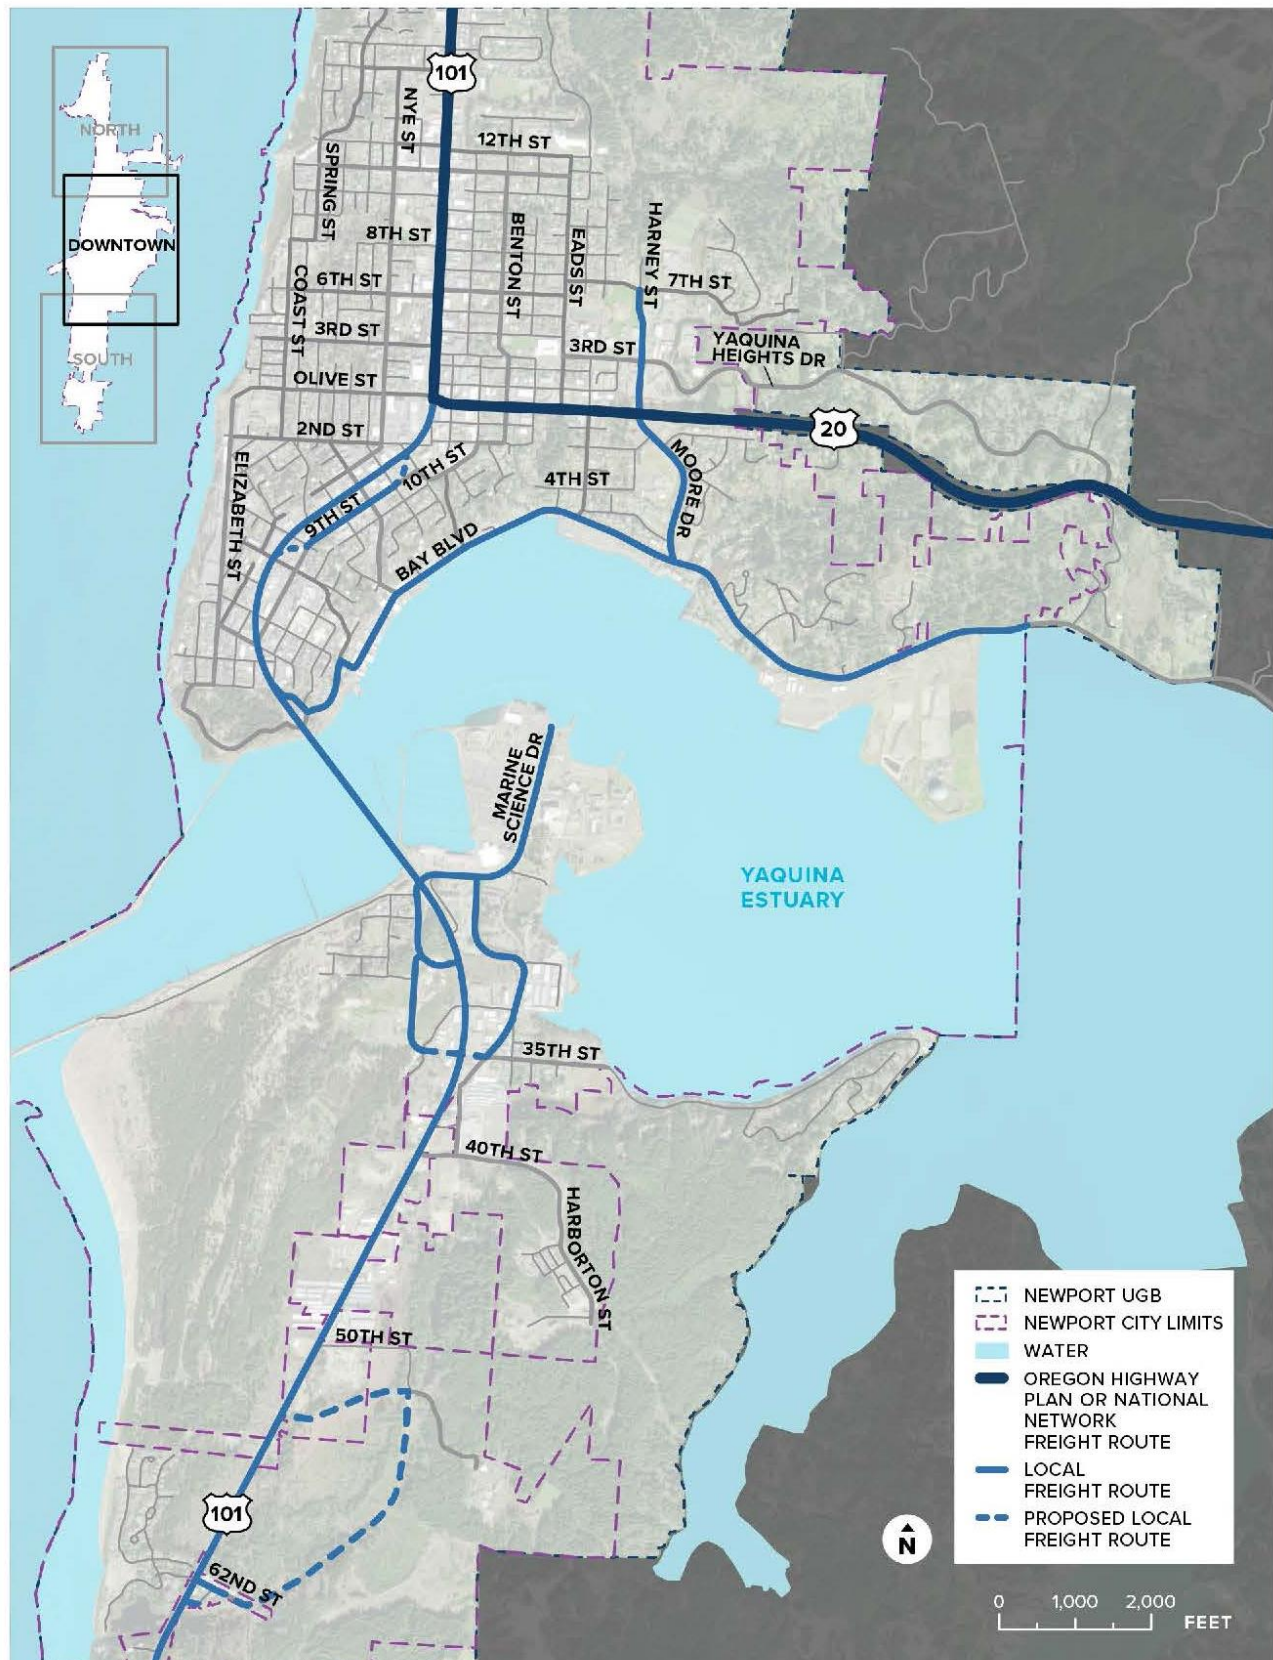 101
NORTH
NYE ST
12TH ST
SPRING ST
DOWNTOWN
8TH ST
BENTON ST
EADS ST
HARNEY ST
COAST ST
6TH ST
7TH ST
3RD ST
3RD ST
YAQUINA
HEIGHTS DR
SOUTH
OLIVE ST
2ND ST
20
ELIZABETH ST
10TH ST
9TH ST
4TH ST
MOORE DR
BAY BLVD
MARINE
SCIENCE DR
YAQUINA
ESTUARY
35TH ST
40TH ST
HARBORTON ST
50TH ST
101
62ND ST
NEWPORT UGB
NEWPORT CITY LIMITS
WATER
OREGON HIGHWAY
PLAN OR NATIONAL
NETWORK
FREIGHT ROUTE
LOCAL
FREIGHT ROUTE
PROPOSED LOCAL
FREIGHT ROUTE
N
0 1,000 2,000
FEET